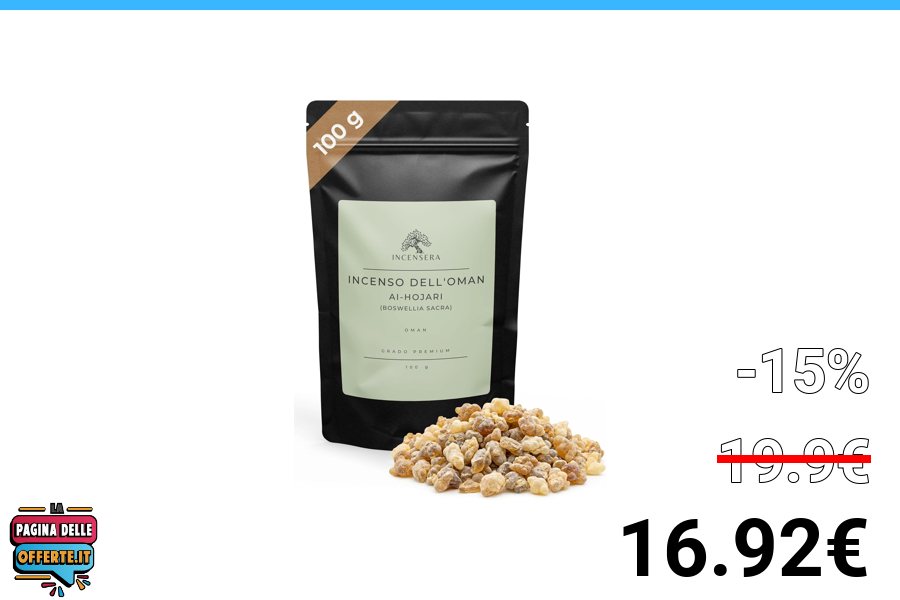 100 g
INCENSERA
INCENSO DELL'OMAN
AI-HOJARI
(BOSWELLIA SACRA)
OMAN
GRADO PREMIUM
100 g
-15%
19.9€
16.92€
LA
PAGINA DELLE
OFFERTE.IT